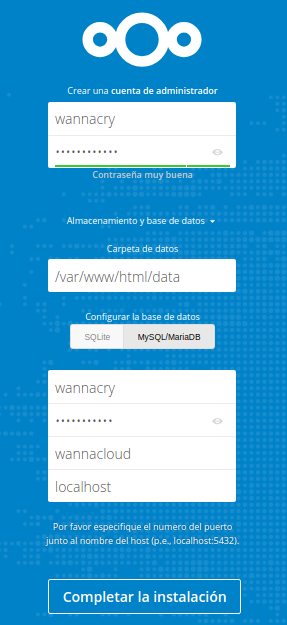 Crear una cuenta de administrador
wannacry
••••••••••••
Contraseña muy buena
Almacenamiento y base de datos
Carpeta de datos
/var/www/html/data
Configurar la base de datos
SQLite MySQL/MariaDB
wannacry
•••••••••••
wannacloud
localhost
Por favor especifique el numero del puerto
junto al nombre del host (p.e., localhost:5432).
Completar la instalación